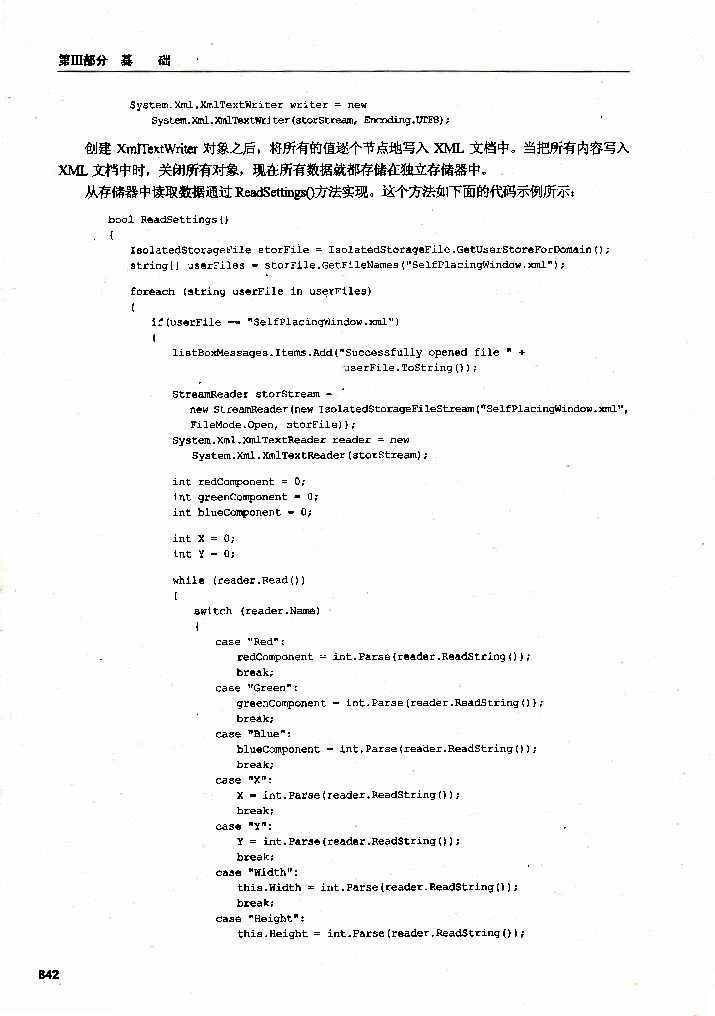 第III部分 基 础
System.Xml.XmlTextWriter writer = new
System.Xml.XmlTextWriter(storStream, Encoding.UTF8);
创建 XmlTextWriter 对象之后，将所有的值逐个节点地写入 XML 文档中。当把所有内容写入
XML 文档中时，关闭所有对象，现在所有数据就都存储在独立存储器中。
从存储器中读取数据通过 ReadSettings()方法实现。这个方法如下面的代码示例所示：
bool ReadSettings()
{
IsolatedStorageFile storFile = IsolatedStorageFile.GetUserStoreForDomain();
string[] userFiles = storFile.GetFileNames("SelfPlacingWindow.xml");
foreach (string userFile in userFiles)
{
if(userFile == "SelfPlacingWindow.xml")
{
listBoxMessages.Items.Add("Successfully opened file " +
userFile.ToString());
StreamReader storStream =
new StreamReader(new IsolatedStorageFileStream("SelfPlacingWindow.xml",
FileMode.Open, storFile));
System.Xml.XmlTextReader reader = new
System.Xml.XmlTextReader(storStream);
int redComponent = 0;
int greenComponent = 0;
int blueComponent = 0;
int X = 0;
int Y = 0;
while (reader.Read())
{
switch (reader.Name)
{
case "Red":
redComponent = int.Parse(reader.ReadString());
break;
case "Green":
greenComponent = int.Parse(reader.ReadString());
break;
case "Blue":
blueComponent = int.Parse(reader.ReadString());
break;
case "X":
X = int.Parse(reader.ReadString());
break;
case "Y":
Y = int.Parse(reader.ReadString());
break;
case "Width":
this.Width = int.Parse(reader.ReadString());
break;
case "Height":
this.Height = int.Parse(reader.ReadString());
842